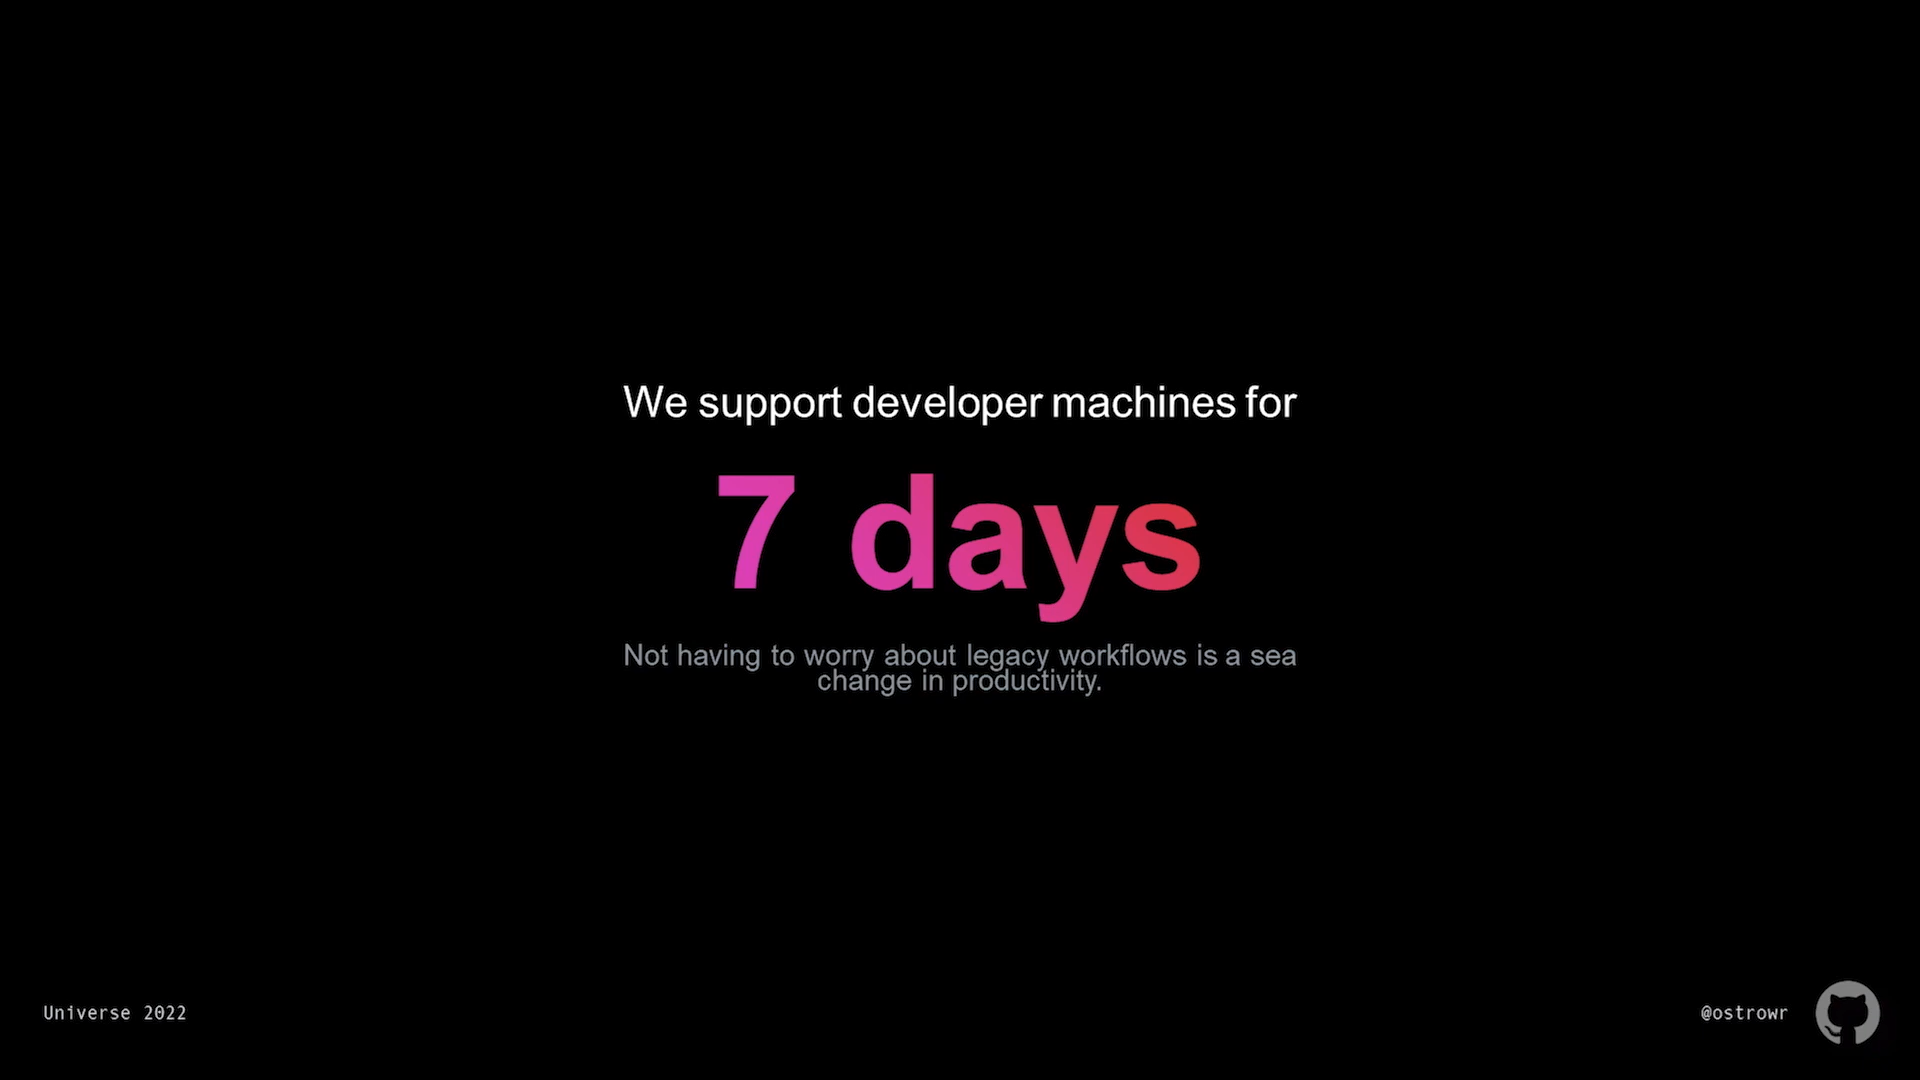 We support developer machines for
7 days
Not having to worry about legacy workflows is a sea
change in productivity.
Universe 2022
@ostrowr